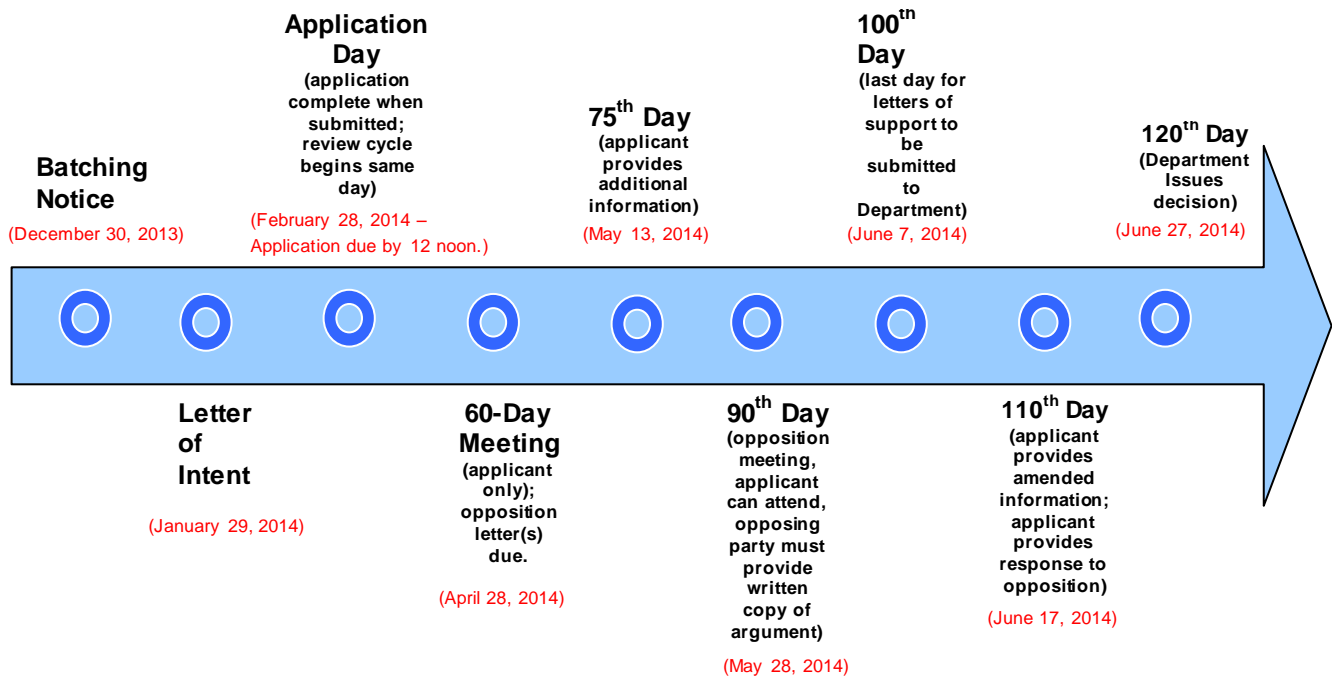 Batching
Notice
(December 30, 2013)
Letter
of
Intent
(January 29, 2014)
Application
Day
(application
complete when
submitted;
review cycle
begins same
day)
(February 28, 2014 –
Application due by 12 noon.)
60-Day
Meeting
(applicant
only);
opposition
letter(s)
due.
(April 28, 2014)
75th Day
(applicant
provides
additional
information)
(May 13, 2014)
90th Day
(opposition
meeting,
applicant
can attend,
opposing
party must
provide
written
copy of
argument)
(May 28, 2014)
100th
Day
(last day for
letters of
support to
be
submitted
to
Department)
(June 7, 2014)
110th Day
(applicant
provides
amended
information;
applicant
provides
response to
opposition)
(June 17, 2014)
120th Day
(Department
Issues
decision)
(June 27, 2014)